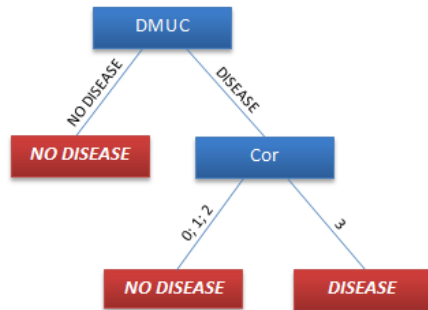 DMUC
NO DISEASE
DISEASE
NO DISEASE
Cor
0; 1; 2
3
NO DISEASE
DISEASE